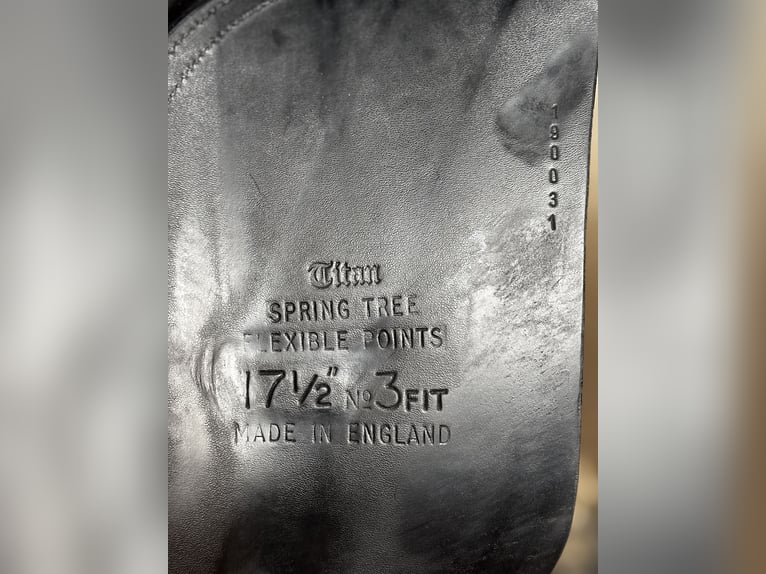 190031
Titan
SPRING TREE
FLEXIBLE POINTS
17½" No 3 FIT
MADE IN ENGLAND